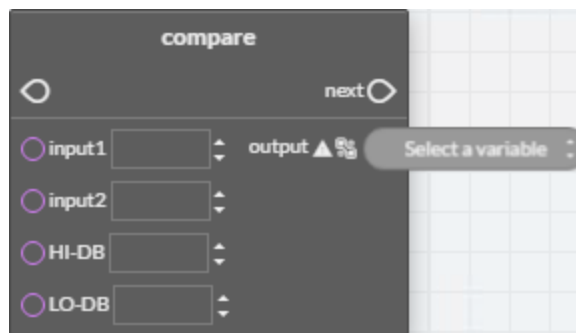 compare
next
input1 output Select a variable
input2
HI-DB
LO-DB